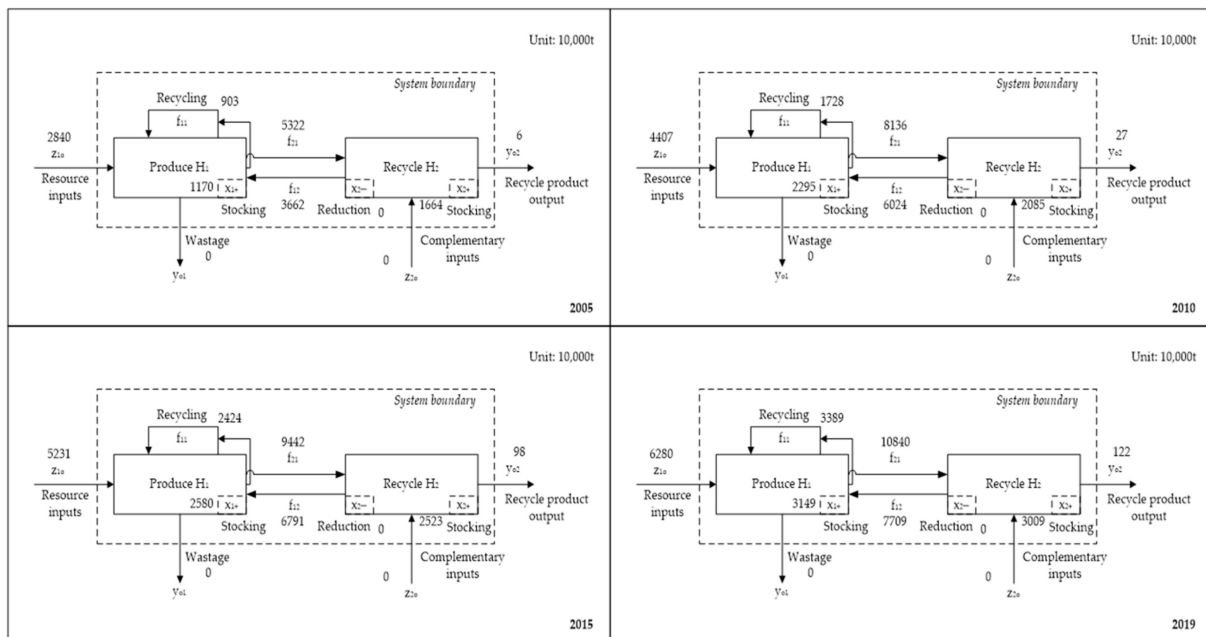 Unit: 10,000t
System boundary
Recycling 903
f₁₁
5322
f₂₁
2840
z₁ₒ
Resource
inputs
Produce H₁
1170 X₁₊
Stocking
f₁₂
3662
Recycle H₂
X₂₋
Reduction 0
1664 X₂₊
Stocking
6
yₒ₂
Recycle product
output
Wastage
0
yₒ₁
Complementary
inputs
0
z₂ₒ
2005
Unit: 10,000t
System boundary
Recycling 1728
f₁₁
8136
f₂₁
4407
z₁ₒ
Resource
inputs
Produce H₁
2295 X₁₊
Stocking
f₁₂
6024
Recycle H₂
X₂₋
Reduction 0
2085 X₂₊
Stocking
27
yₒ₂
Recycle product
output
Wastage
0
yₒ₁
Complementary
inputs
0
z₂ₒ
2010
Unit: 10,000t
System boundary
Recycling 2424
f₁₁
9442
f₂₁
5231
z₁ₒ
Resource
inputs
Produce H₁
2580 X₁₊
Stocking
f₁₂
6791
Recycle H₂
X₂₋
Reduction 0
2523 X₂₊
Stocking
98
yₒ₂
Recycle product
output
Wastage
0
yₒ₁
Complementary
inputs
0
z₂ₒ
2015
Unit: 10,000t
System boundary
Recycling 3389
f₁₁
10840
f₂₁
6280
z₁ₒ
Resource
inputs
Produce H₁
3149 X₁₊
Stocking
f₁₂
7709
Recycle H₂
X₂₋
Reduction 0
3009 X₂₊
Stocking
122
yₒ₂
Recycle product
output
Wastage
0
yₒ₁
Complementary
inputs
0
z₂ₒ
2019